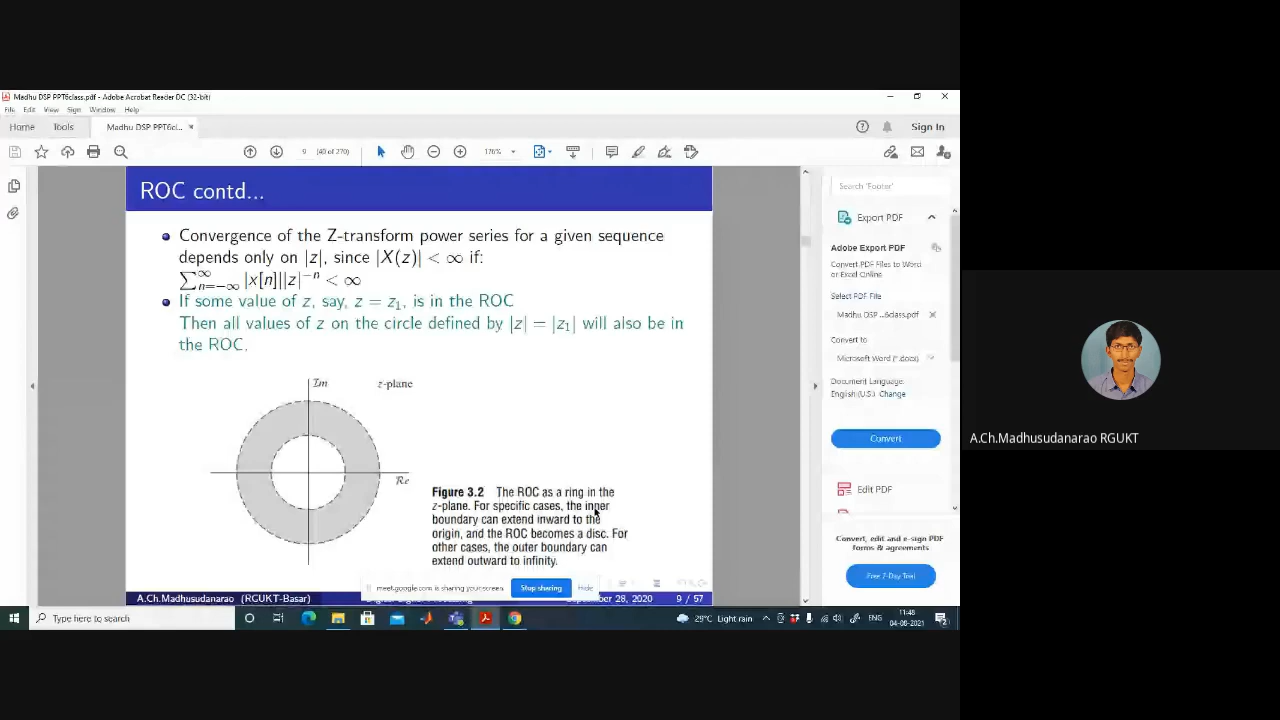 Madhu DSP PPT6class.pdf - Adobe Acrobat Reader DC (32-bit)
File Edit View Sign Window Help
Home Tools Madhu DSP PPT6cl... × Sign In
9 (40 of 270) 176%
ROC contd...
Convergence of the Z-transform power series for a given sequence
depends only on |z|, since |X(z)| < ∞ if:
∑_{n=−∞}^{∞} |x[n]||z|^{−n} < ∞
If some value of z, say, z = z₁, is in the ROC
Then all values of z on the circle defined by |z| = |z₁| will also be in
the ROC.
Im z-plane
Re
Figure 3.2 The ROC as a ring in the
z-plane. For specific cases, the inner
boundary can extend inward to the
origin, and the ROC becomes a disc. For
other cases, the outer boundary can
extend outward to infinity.
meet.google.com is sharing your screen. Stop sharing Hide
A.Ch.Madhusudanarao (RGUKT-Basar) September 28, 2020 9 / 57
Search 'Footer'
Export PDF
Adobe Export PDF
Convert PDF Files to Word
or Excel Online
Select PDF File
Madhu DSP ...6class.pdf ×
Convert to
Microsoft Word (*.docx)
Document Language:
English (U.S.) Change
Convert
Edit PDF
Convert, edit and e-sign PDF
forms & agreements
Free 7-Day Trial
A.Ch.Madhusudanarao RGUKT
Type here to search
29°C Light rain ENG
11:48
04-06-2021